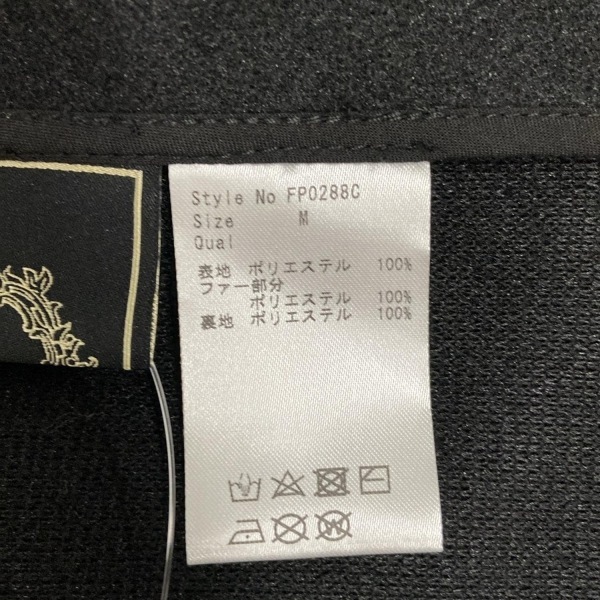 Style No FP0288C
Size M
Qual
表地 ポリエステル 100%
ファー部分
ポリエステル 100%
裏地 ポリエステル 100%